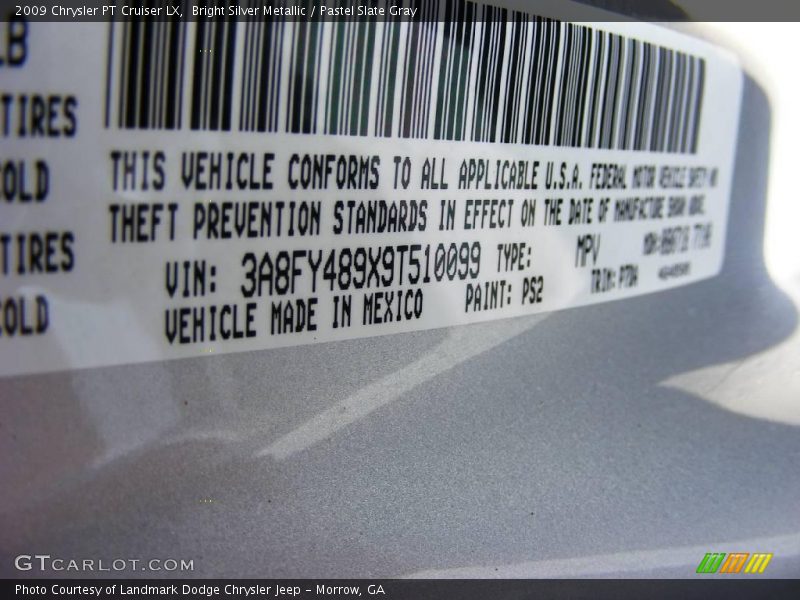 2009 Chrysler PT Cruiser LX, Bright Silver Metallic / Pastel Slate Gray
LB
TIRES
COLD
TIRES
COLD
THIS VEHICLE CONFORMS TO ALL APPLICABLE U.S.A. FEDERAL MOTOR VEHICLE SAFETY AND
THEFT PREVENTION STANDARDS IN EFFECT ON THE DATE OF MANUFACTURE SHOWN ABOVE.
VIN: 3A8FY489X9T510099 TYPE: MPV
VEHICLE MADE IN MEXICO PAINT: PS2 TRIM:
GTCARLOT.COM
Photo Courtesy of Landmark Dodge Chrysler Jeep – Morrow, GA